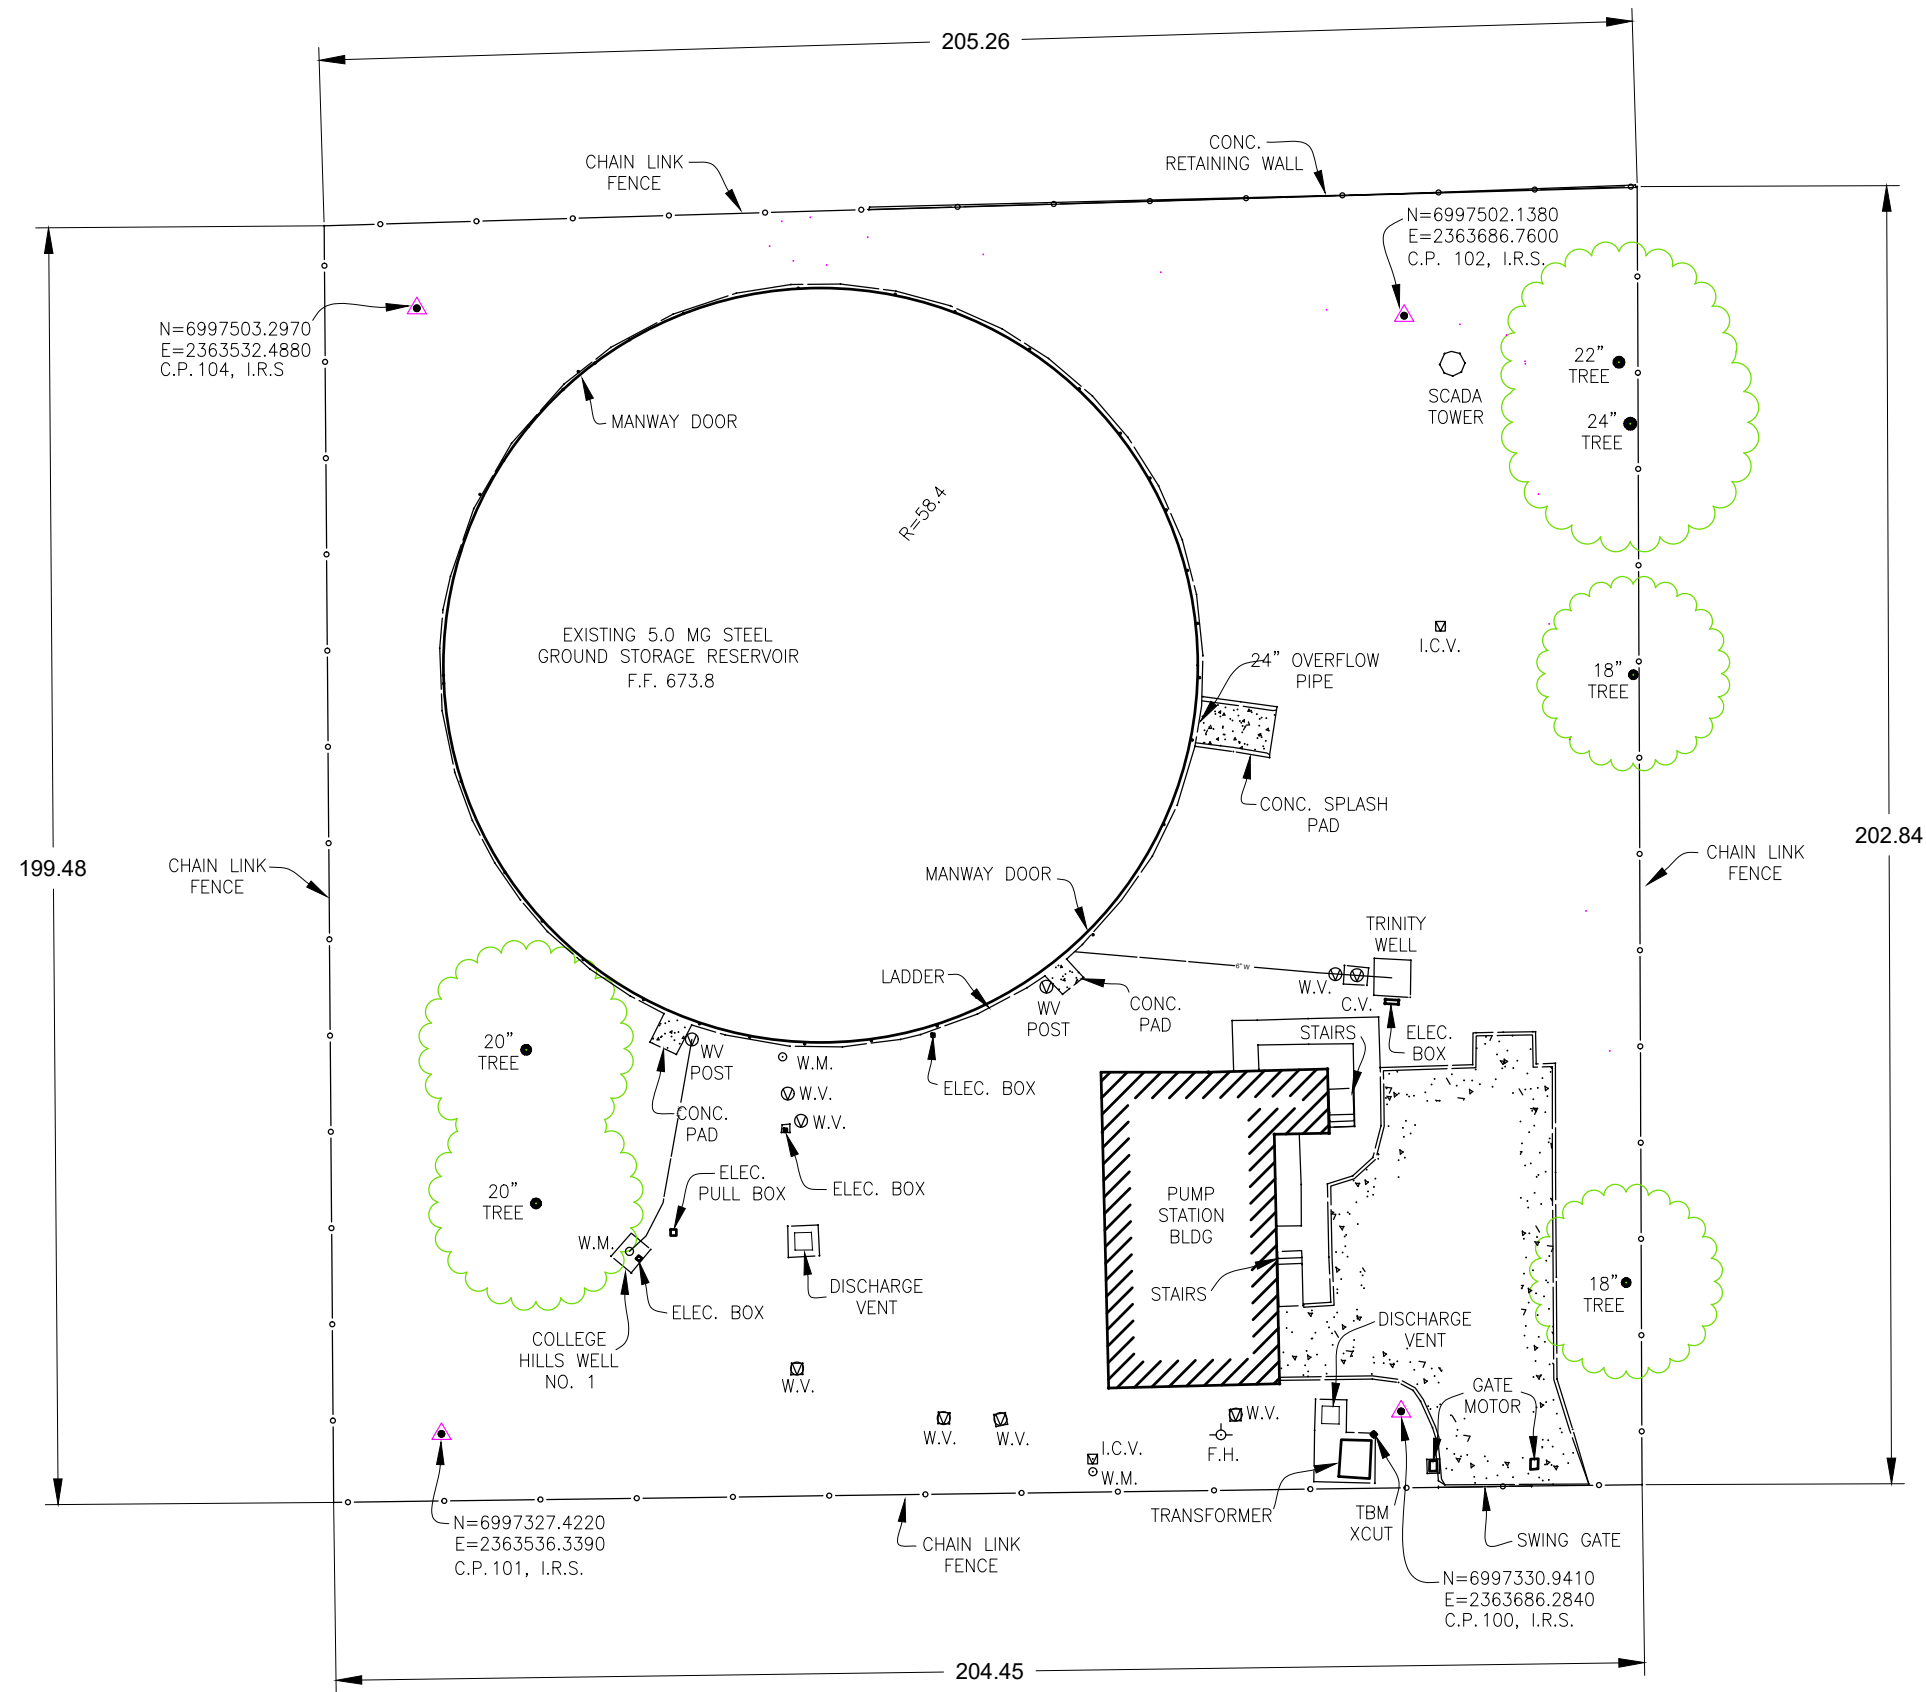 205.26
CONC.
RETAINING WALL
CHAIN LINK
FENCE
N=6997502.1380
E=2363686.7600
C.P. 102, I.R.S.
N=6997503.2970
E=2363532.4880
C.P. 104, I.R.S
22"
TREE
SCADA
TOWER
24"
TREE
MANWAY DOOR
R=58.4
EXISTING 5.0 MG STEEL
GROUND STORAGE RESERVOIR
F.F. 673.8
I.C.V.
24" OVERFLOW
PIPE
18"
TREE
CONC. SPLASH
PAD
199.48
202.84
CHAIN LINK
FENCE
MANWAY DOOR
CHAIN LINK
FENCE
TRINITY
WELL
LADDER
6" W
W.V.
C.V.
WV
POST
CONC.
PAD
STAIRS
ELEC.
BOX
20"
TREE
WV
POST
W.M.
ELEC. BOX
W.V.
W.V.
CONC.
PAD
ELEC.
PULL BOX
ELEC. BOX
20"
TREE
PUMP
STATION
BLDG
W.M.
DISCHARGE
VENT
STAIRS
18"
TREE
ELEC. BOX
COLLEGE
HILLS WELL
NO. 1
DISCHARGE
VENT
W.V.
GATE
MOTOR
W.V.
W.V.
W.V.
F.H.
I.C.V.
W.M.
TRANSFORMER
TBM
XCUT
N=6997327.4220
E=2363536.3390
C.P. 101, I.R.S.
CHAIN LINK
FENCE
SWING GATE
N=6997330.9410
E=2363686.2840
C.P. 100, I.R.S.
204.45